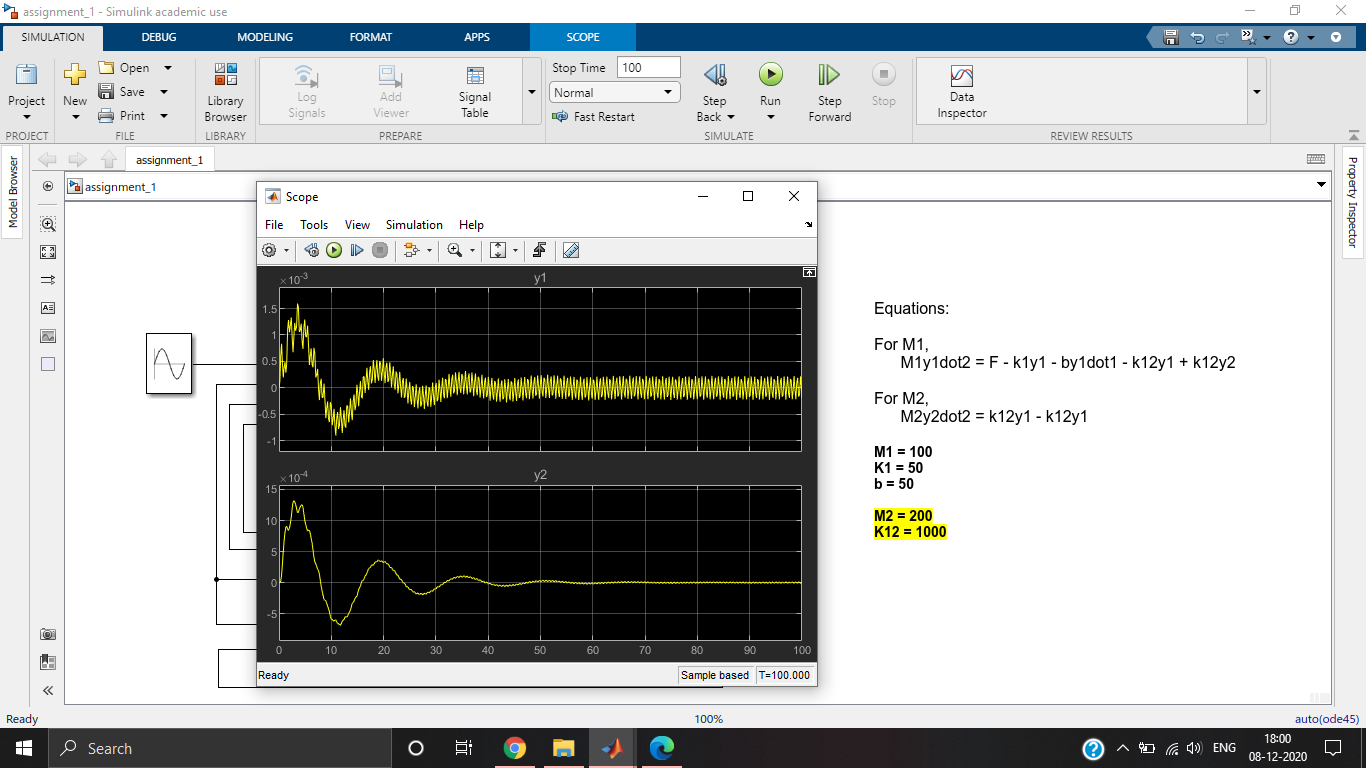 assignment_1 - Simulink academic use
SIMULATION DEBUG MODELING FORMAT APPS SCOPE
Project
New
Open
Save
Print
Library Browser
Log Signals
Add Viewer
Signal Table
Stop Time 100
Normal
Fast Restart
Step Back
Run
Step Forward
Stop
Data Inspector
PROJECT FILE LIBRARY PREPARE SIMULATE REVIEW RESULTS
Model Browser
assignment_1
assignment_1
Property Inspector
Scope
File Tools View Simulation Help
×10-3
y1
1.5
1
0.5
0
-0.5
-1
×10-4
y2
15
10
5
0
-5
0 10 20 30 40 50 60 70 80 90 100
Ready Sample based T=100.000
Equations:
For M1,
M1y1dot2 = F - k1y1 - by1dot1 - k12y1 + k12y2
For M2,
M2y2dot2 = k12y1 - k12y1
M1 = 100
K1 = 50
b = 50
M2 = 200
K12 = 1000
Ready 100% auto(ode45)
Search
ENG
18:00
08-12-2020